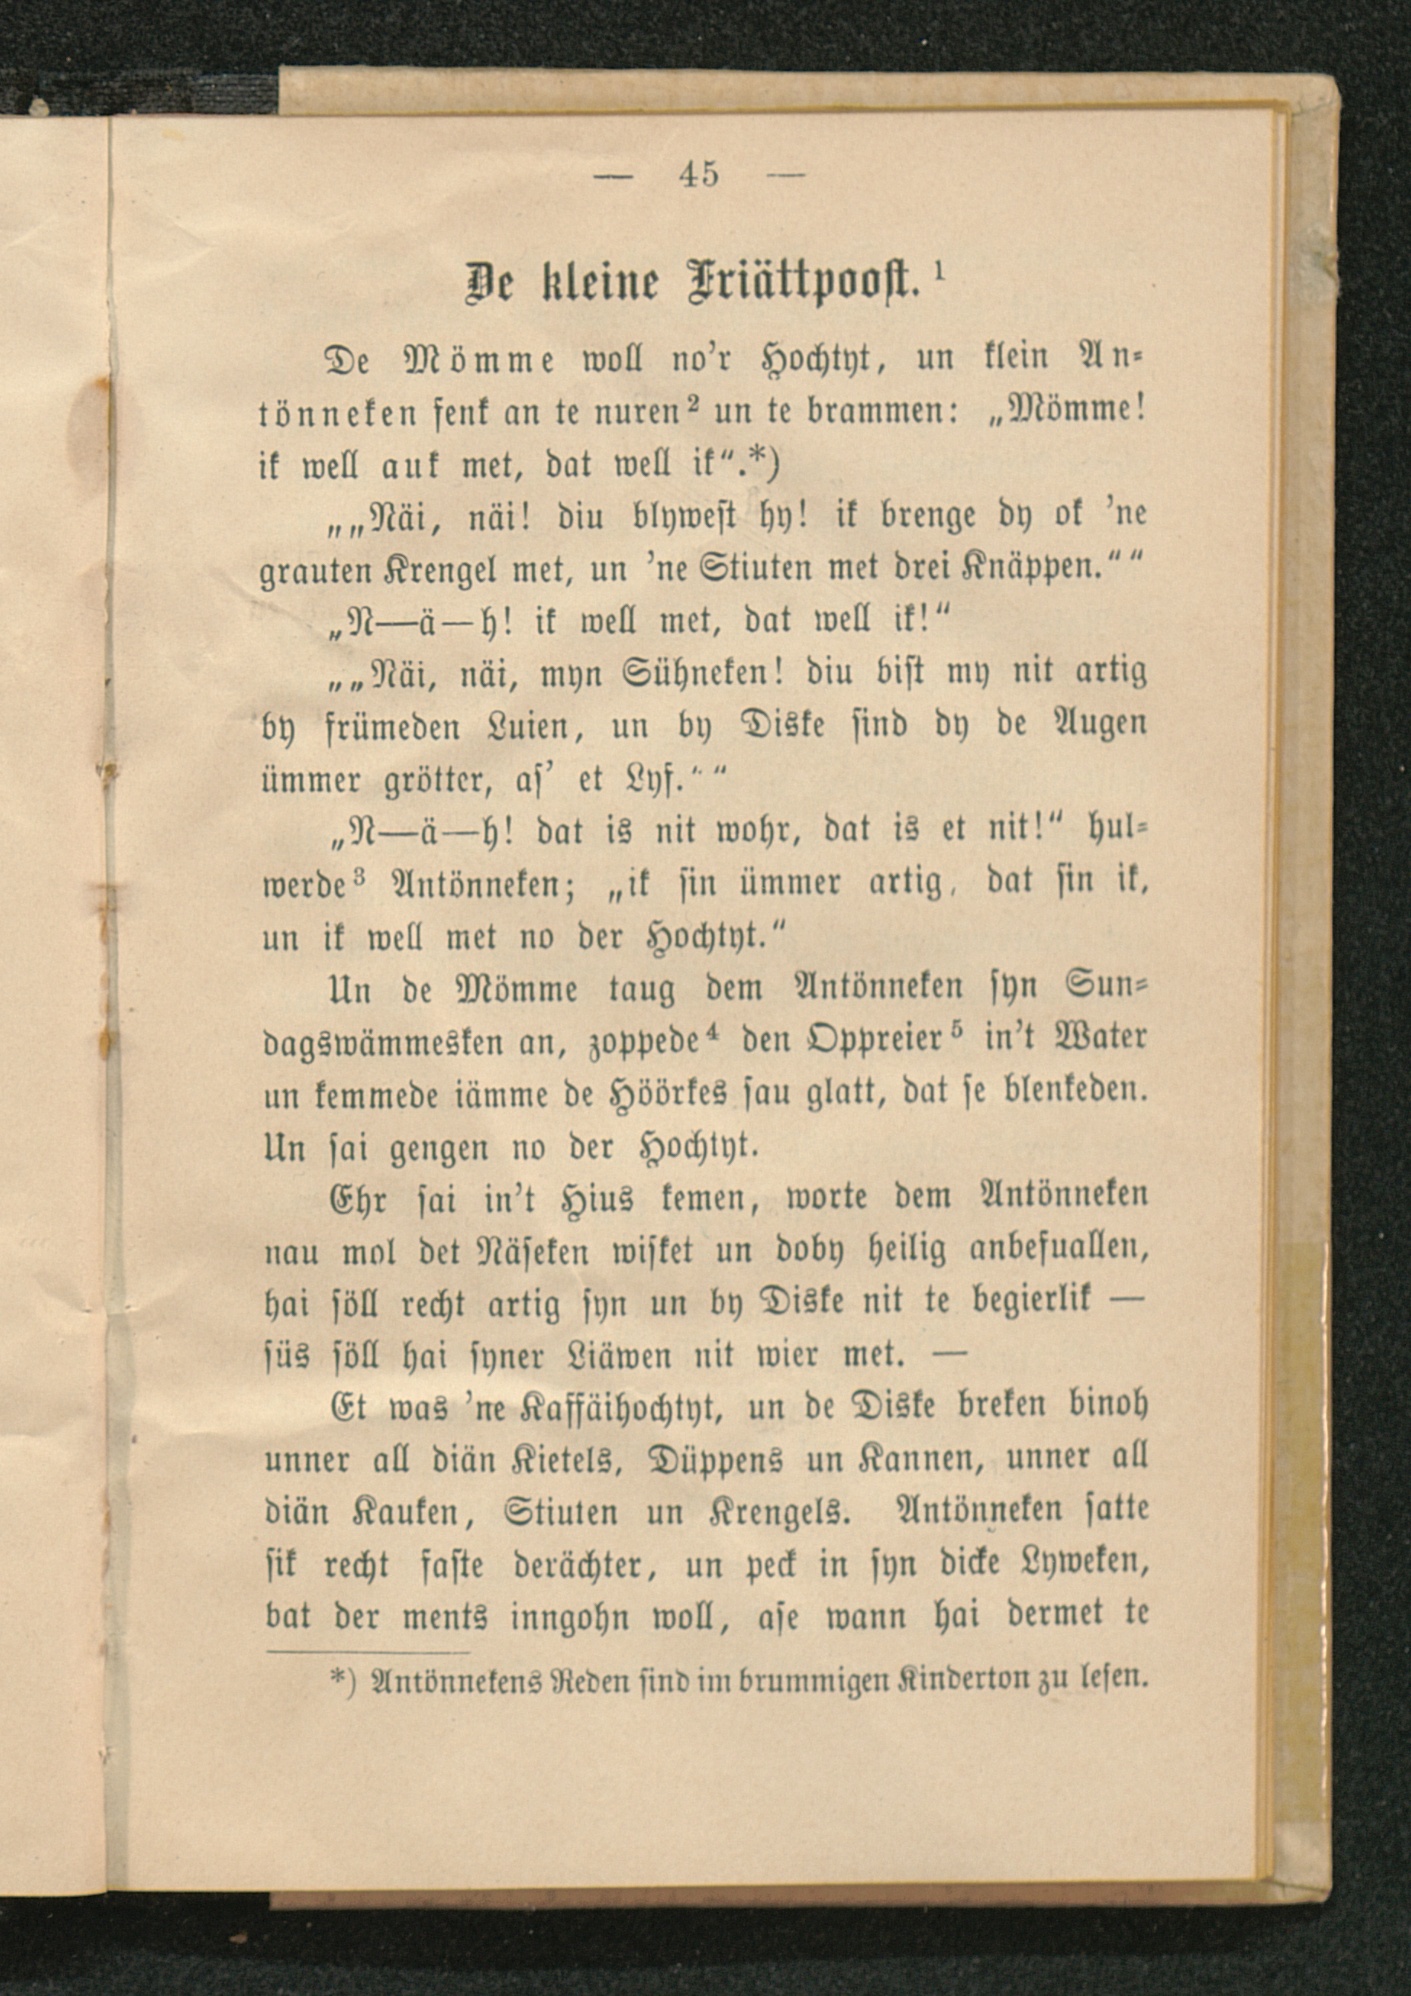 — 45 —
De kleine Friättpoost. ¹
De Mömme woll no'r Hochtyt, un klein An-
tönneken fenk an te nuren² un te brammen: „Mömme!
ik well auk met, dat well ik“.*)
„„Näi, näi! diu blywest hy! ik brenge dy ok 'ne
grauten Krengel met, un 'ne Stiuten met drei Knäppen.““
„N—ä—h! ik well met, dat well ik!“
„„Näi, näi, myn Sühneken! diu bist my nit artig
by frümeden Luien, un by Diske sind dy de Augen
ümmer grötter, as' et Lyf.““
„N—ä—h! dat is nit wohr, dat is et nit!“ hul-
werde³ Antönneken; „ik sin ümmer artig, dat sin ik,
un ik well met no der Hochtyt.“
Un de Mömme taug dem Antönneken syn Sun-
dagswämmesken an, zoppede⁴ den Oppreier⁵ in't Water
un kemmede iämme de Höörkes sau glatt, dat se blenkeden.
Un sai gengen no der Hochtyt.
Ehr sai in't Hius kemen, worte dem Antönneken
nau mol det Näseken wisket un doby heilig anbefuallen,
hai söll recht artig syn un by Diske nit te begierlik —
süs söll hai syner Liäwen nit wier met. —
Et was 'ne Kaffäihochtyt, un de Diske breken binoh
unner all diän Kietels, Düppens un Kannen, unner all
diän Kauken, Stiuten un Krengels. Antönneken satte
sik recht faste derächter, un peck in syn dicke Lyweken,
bat der ments inngohn woll, ase wann hai dermet te
*) Antönnekens Reden sind im brummigen Kinderton zu lesen.